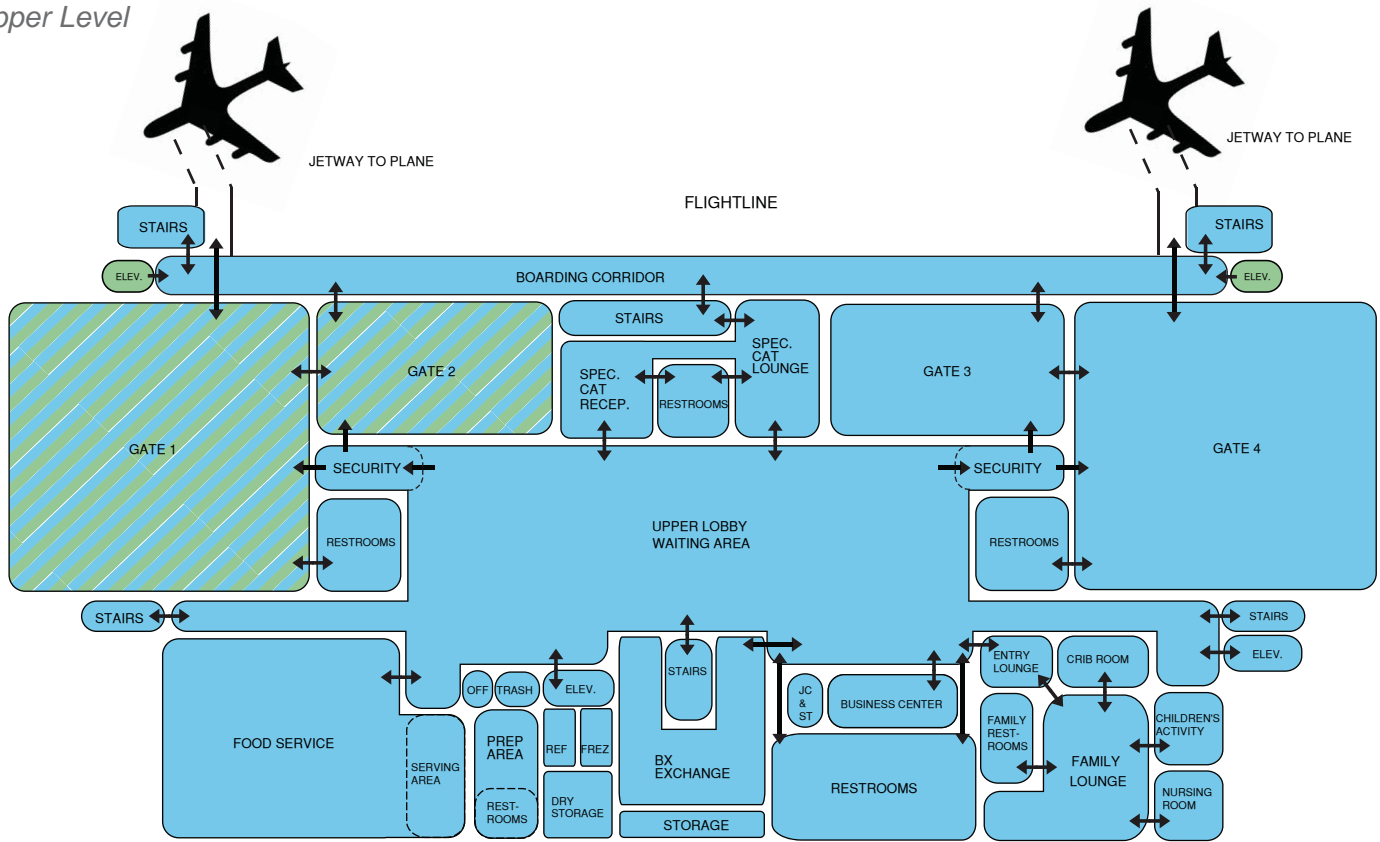 pper Level
JETWAY TO PLANE
JETWAY TO PLANE
FLIGHTLINE
STAIRS
STAIRS
ELEV.
BOARDING CORRIDOR
ELEV.
STAIRS
SPEC.
CAT
LOUNGE
GATE 2
SPEC.
CAT
RECEP.
RESTROOMS
GATE 3
GATE 1
GATE 4
SECURITY
SECURITY
RESTROOMS
UPPER LOBBY
WAITING AREA
RESTROOMS
STAIRS
STAIRS
ELEV.
ENTRY
LOUNGE
CRIB ROOM
STAIRS
OFF
TRASH
ELEV.
JC
&
ST
BUSINESS CENTER
FOOD SERVICE
SERVING
AREA
PREP
AREA
REF
FREZ
BX
EXCHANGE
FAMILY
REST-
ROOMS
CHILDREN'S
ACTIVITY
FAMILY
LOUNGE
REST-
ROOMS
DRY
STORAGE
RESTROOMS
NURSING
ROOM
STORAGE